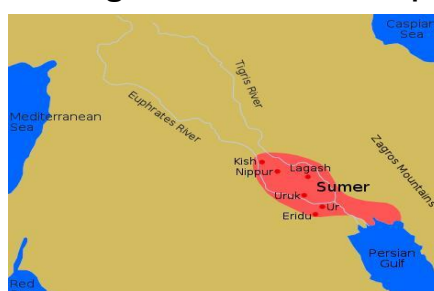 Caspian
Sea
Tigris River
Mediterranean
Sea
Euphrates River
Zagros Mountains
Kish
Nippur
Lagash
Sumer
Uruk
Ur
Eridu
Persian
Gulf
Red